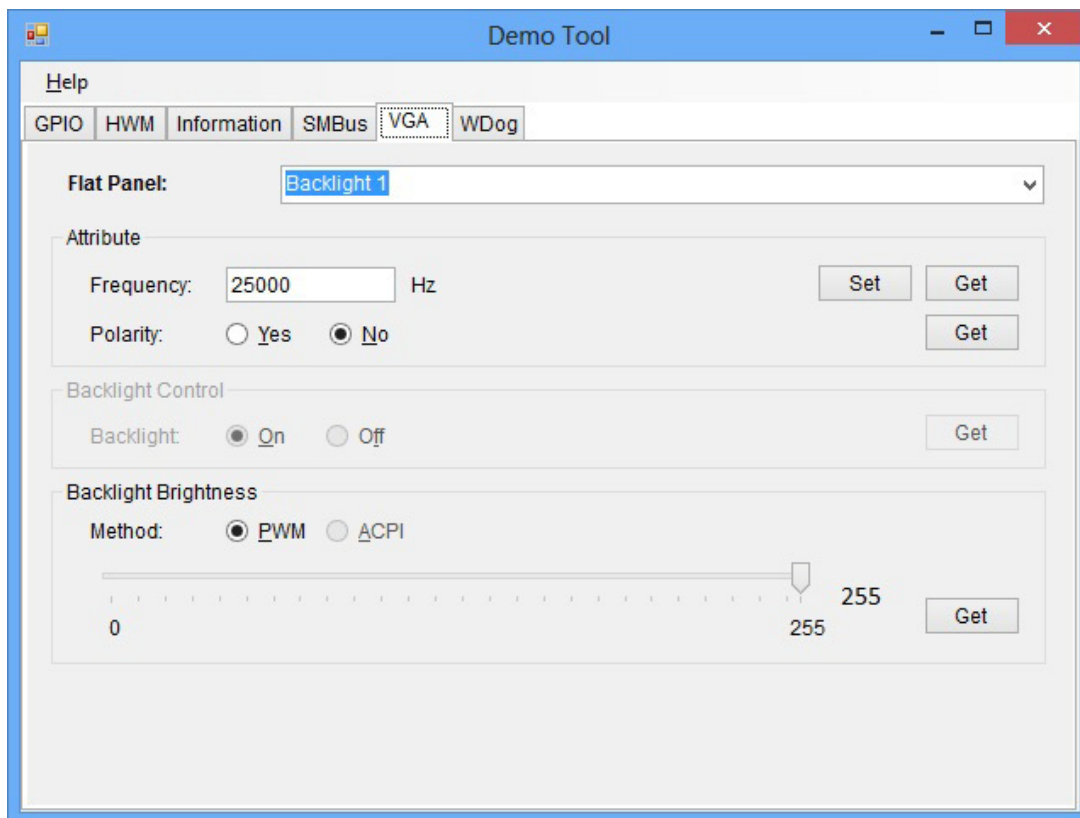 Demo Tool
Help
GPIO HWM Information SMBus VGA WDog
Flat Panel: Backlight 1
Attribute
Frequency: 25000 Hz Set Get
Polarity: Yes No Get
Backlight Control
Backlight: On Off Get
Backlight Brightness
Method: PWM ACPI
255
0 255 Get